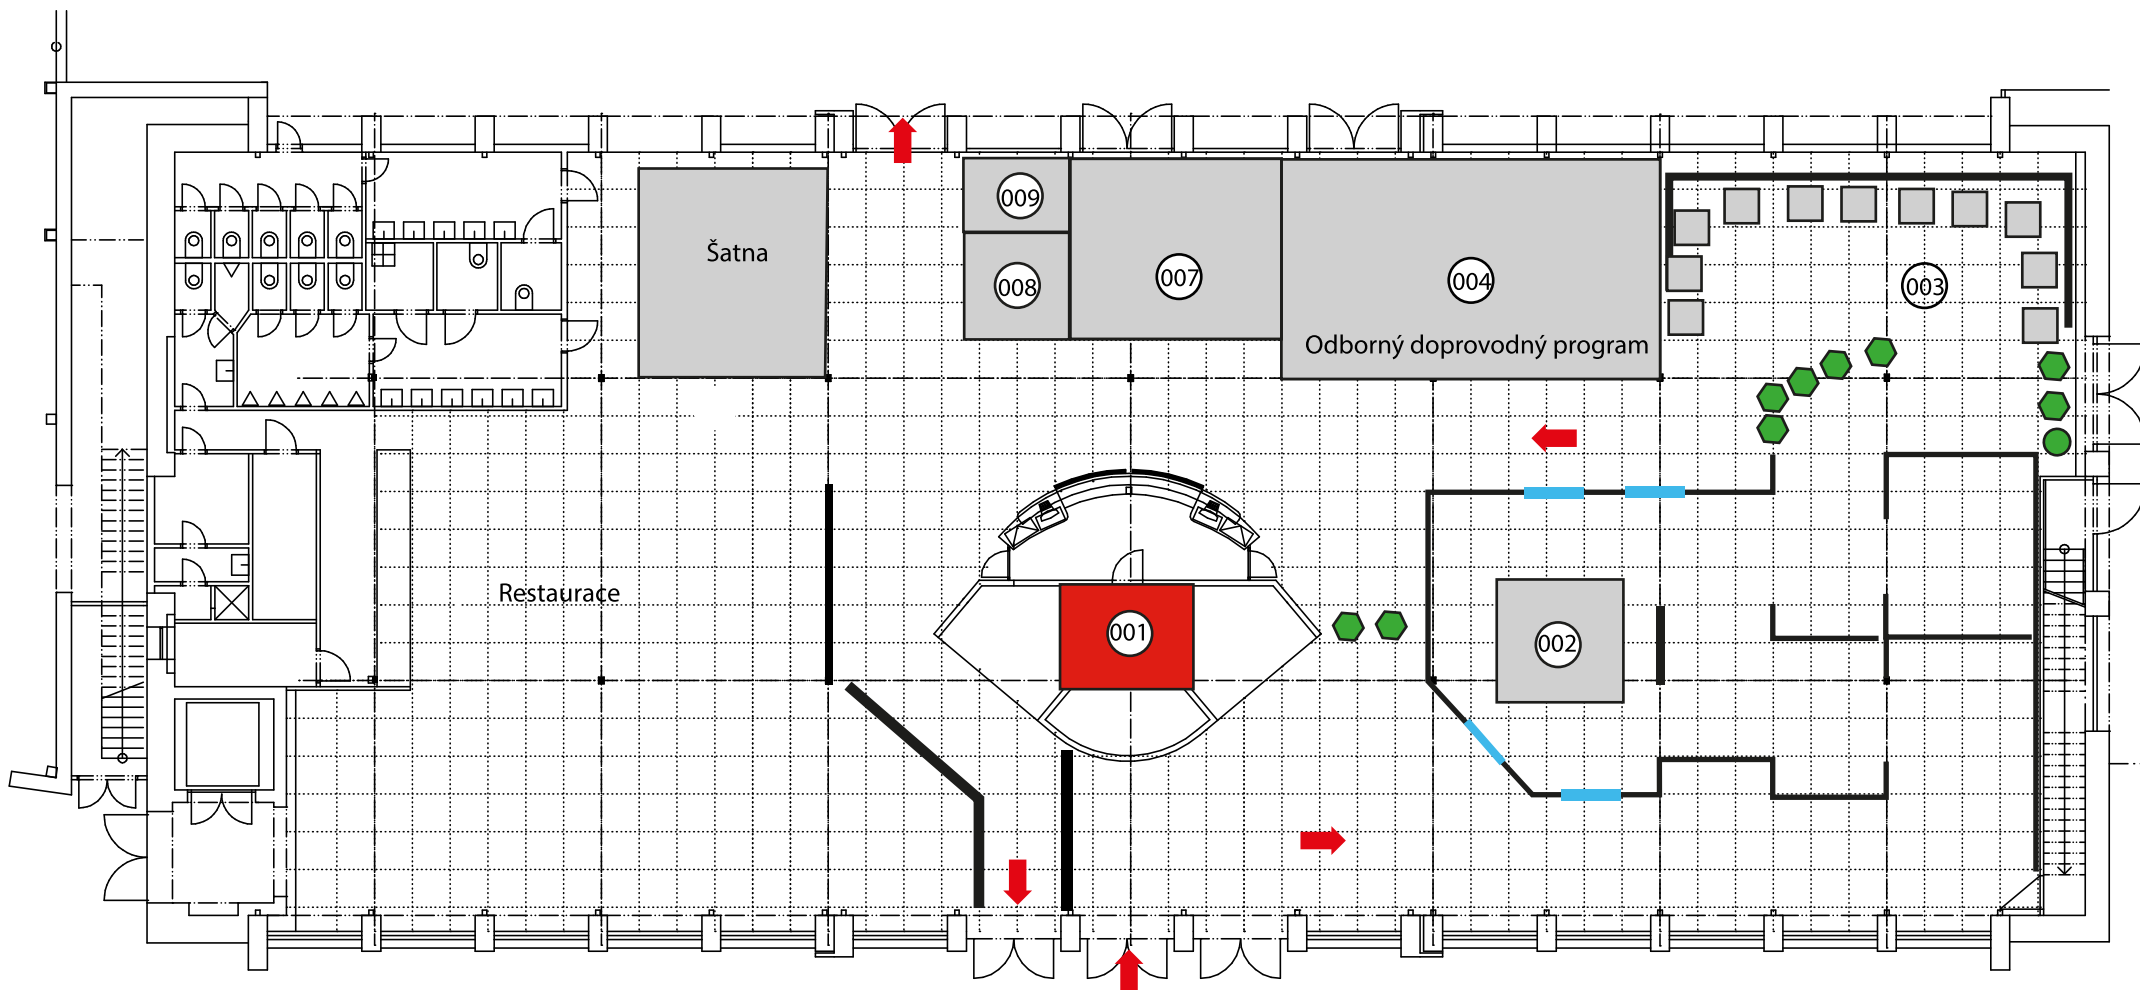 009
Šatna
007
004
008
003
Odborný doprovodný program
Restaurace
001
002